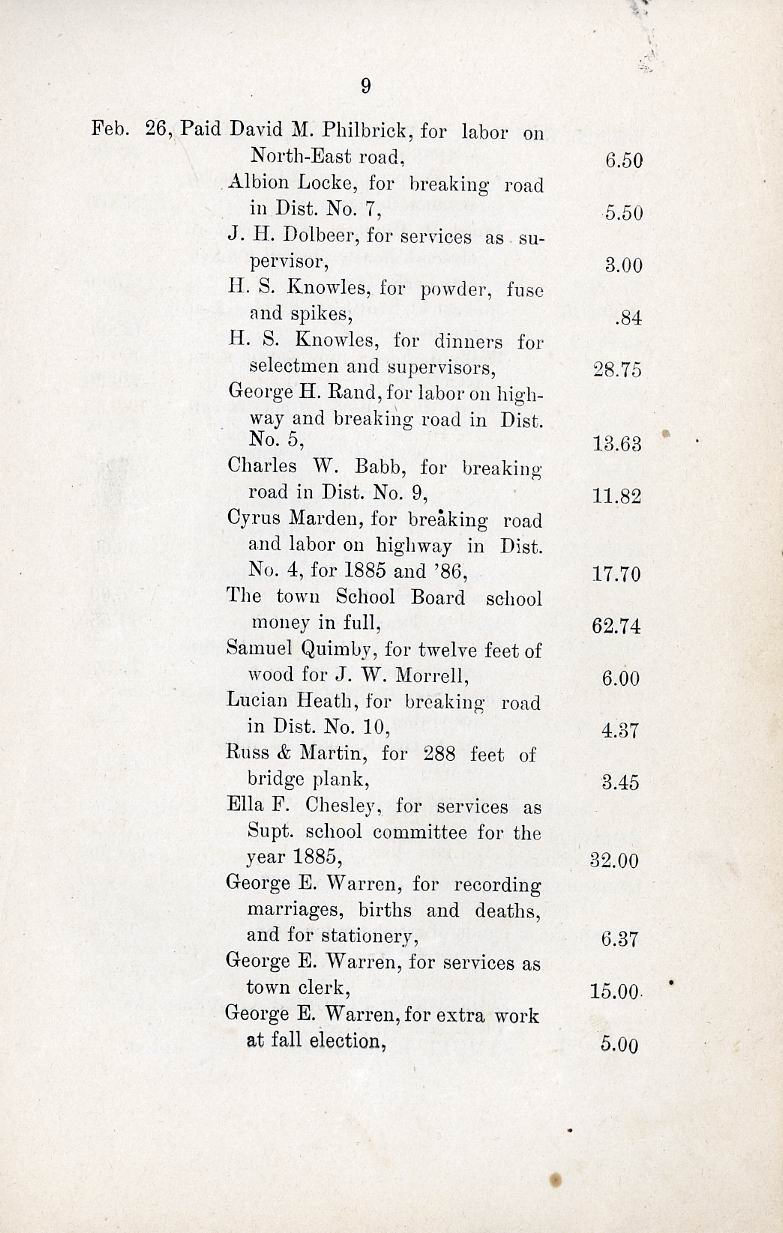 9
Feb. 26, Paid David M. Philbrick, for labor on
North-East road, 6.50
Albion Locke, for breaking road
in Dist. No. 7, 5.50
J. H. Dolbeer, for services as su-
pervisor, 3.00
H. S. Knowles, for powder, fuse
and spikes, .84
H. S. Knowles, for dinners for
selectmen and supervisors, 28.75
George H. Rand, for labor on high-
way and breaking road in Dist.
No. 5, 13.63
Charles W. Babb, for breaking
road in Dist. No. 9, 11.82
Cyrus Marden, for breaking road
and labor on highway in Dist.
No. 4, for 1885 and ’86, 17.70
The town School Board school
money in full, 62.74
Samuel Quimby, for twelve feet of
wood for J. W. Morrell, 6.00
Lucian Heath, for breaking road
in Dist. No. 10, 4.37
Russ & Martin, for 288 feet of
bridge plank, 3.45
Ella F. Chesley, for services as
Supt. school committee for the
year 1885, 32.00
George E. Warren, for recording
marriages, births and deaths,
and for stationery, 6.37
George E. Warren, for services as
town clerk, 15.00
George E. Warren, for extra work
at fall election, 5.00